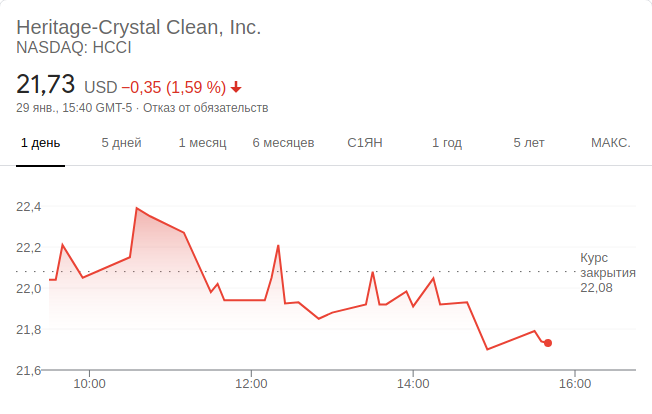 Heritage-Crystal Clean, Inc.
NASDAQ: HCCI
21,73 USD −0,35 (1,59 %)
29 янв., 15:40 GMT-5 · Отказ от обязательств
1 день 5 дней 1 месяц 6 месяцев С1ЯН 1 год 5 лет МАКС.
22,4
22,2
22,0
21,8
21,6
Курс
закрытия
22,08
10:00 12:00 14:00 16:00